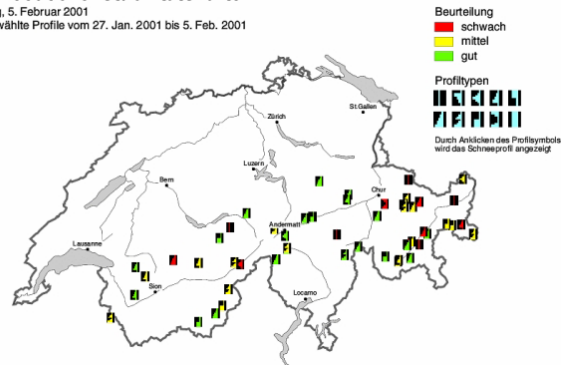 5. Februar 2001
wählte Profile vom 27. Jan. 2001 bis 5. Feb. 2001
Beurteilung
schwach
mittel
gut
Profiltypen
Durch Anklicken des Profilsymbols
wird das Schneeprofil angezeigt
St.Gallen
Zürich
Luzern
Bern
Chur
Andermatt
Lausanne
Sion
Locarno